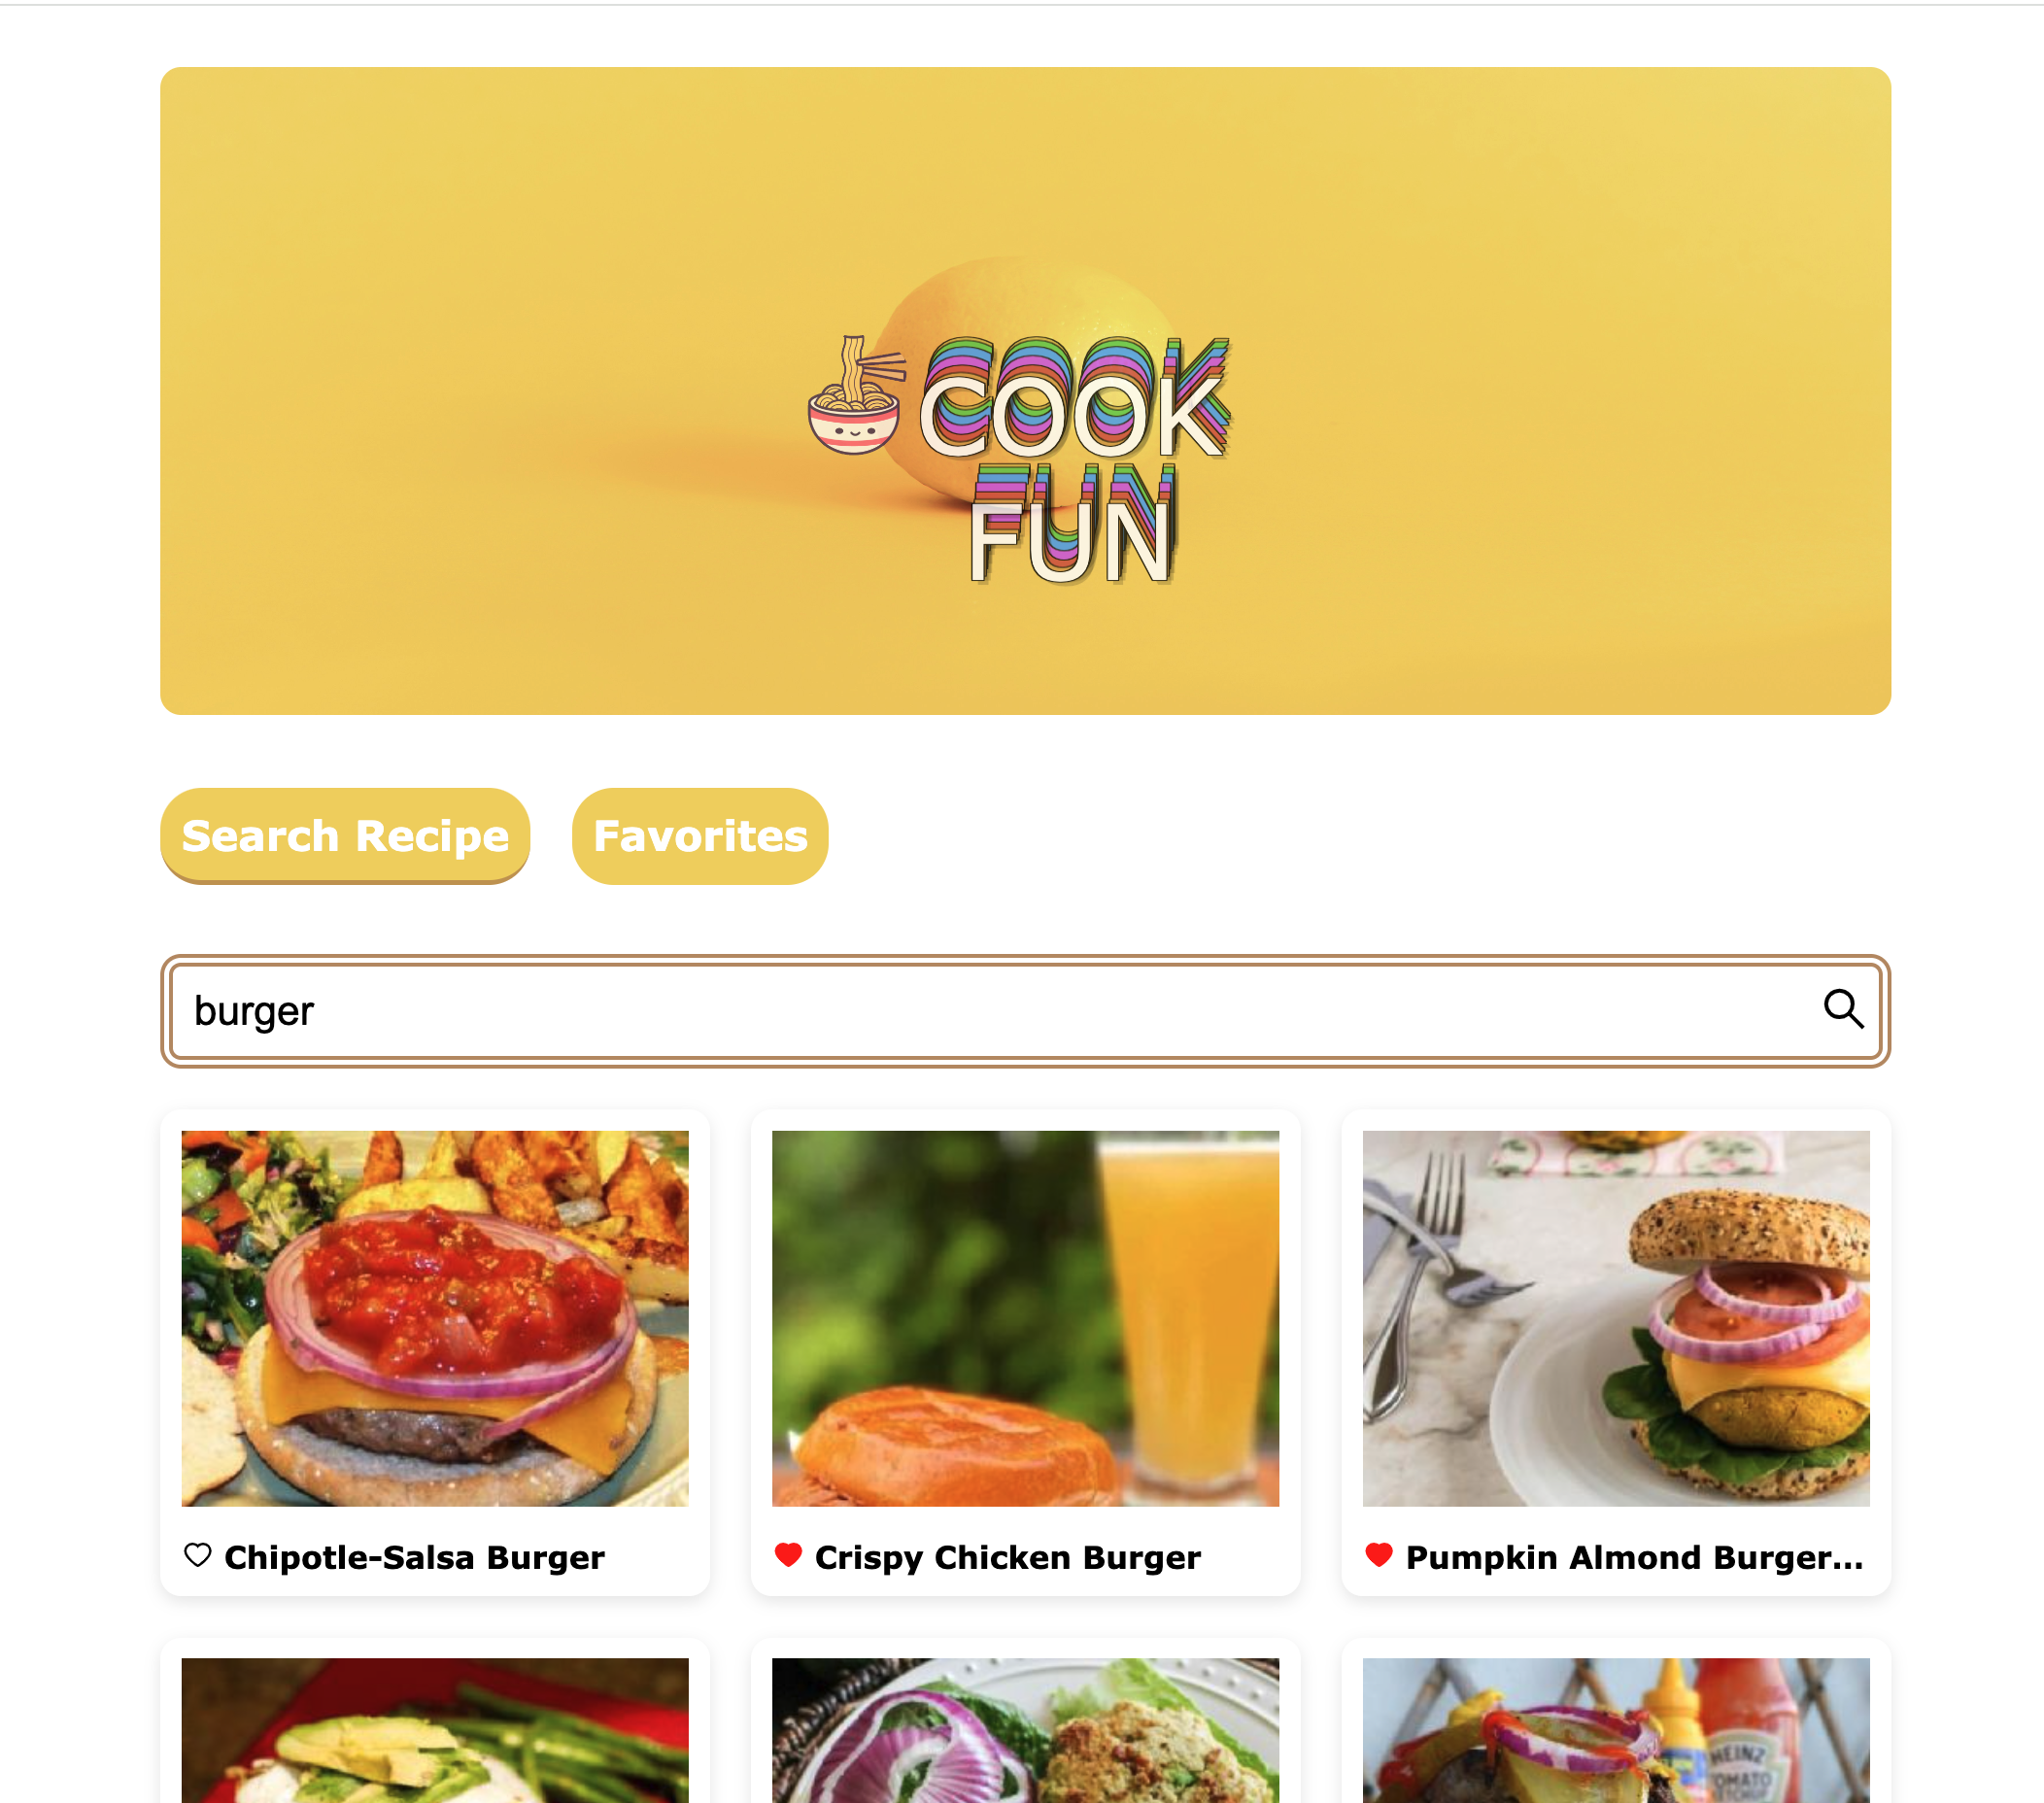 COOK
FUN
Search Recipe
Favorites
burger
Chipotle-Salsa Burger
Crispy Chicken Burger
Pumpkin Almond Burger...
HEINZ
TOMATO